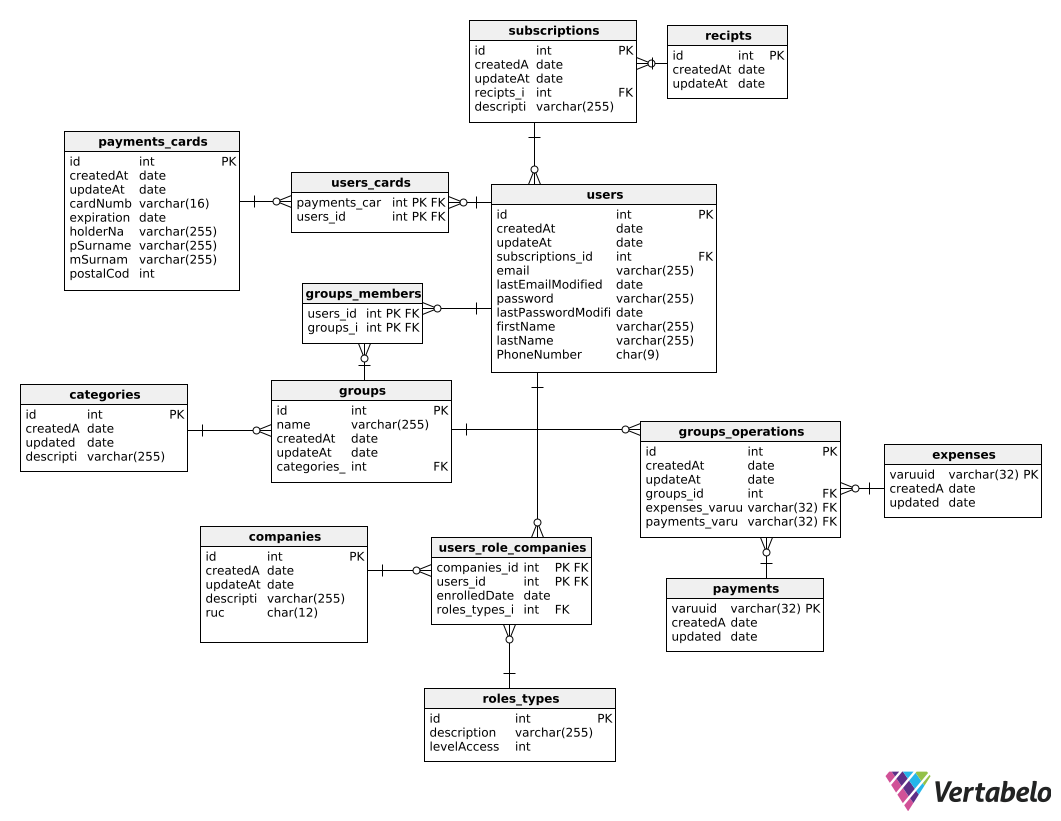 subscriptions
id int PK
createdA date
updateAt date
recipts_i int FK
descripti varchar(255)
recipts
id int PK
createdAt date
updateAt date
payments_cards
id int PK
createdAt date
updateAt date
cardNumb varchar(16)
expiration date
holderNa varchar(255)
pSurname varchar(255)
mSurnam varchar(255)
postalCod int
users_cards
payments_car int PK FK
users_id int PK FK
users
id int PK
createdAt date
updateAt date
subscriptions_id int FK
email varchar(255)
lastEmailModified date
password varchar(255)
lastPasswordModifi date
firstName varchar(255)
lastName varchar(255)
PhoneNumber char(9)
groups_members
users_id int PK FK
groups_i int PK FK
categories
id int PK
createdA date
updated date
descripti varchar(255)
groups
id int PK
name varchar(255)
createdAt date
updateAt date
categories_ int FK
groups_operations
id int PK
createdAt date
updateAt date
groups_id int FK
expenses_varuu varchar(32) FK
payments_varu varchar(32) FK
expenses
varuuid varchar(32) PK
createdA date
updated date
companies
id int PK
createdA date
updateAt date
descripti varchar(255)
ruc char(12)
users_role_companies
companies_id int PK FK
users_id int PK FK
enrolledDate date
roles_types_i int FK
payments
varuuid varchar(32) PK
createdA date
updated date
roles_types
id int PK
description varchar(255)
levelAccess int
Vertabelo